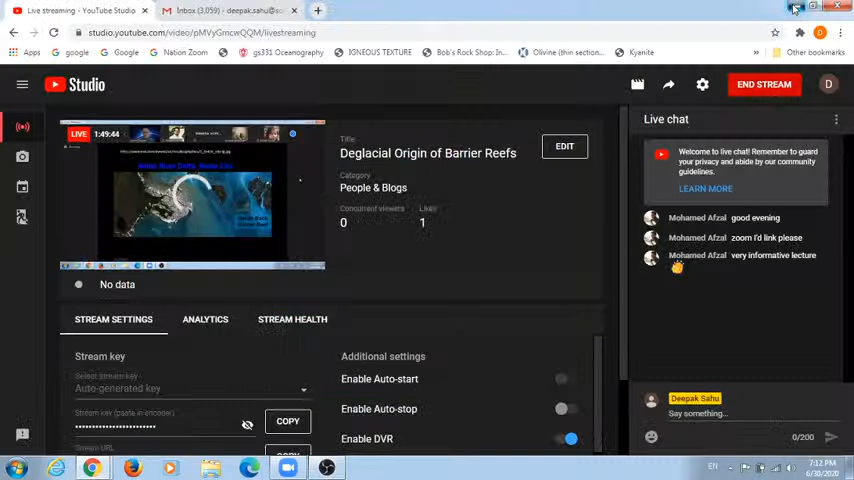 Live streaming - YouTube Studio
Inbox (3,059) - deepak.sahu@so
studio.youtube.com/video/pMVyGrncwQQM/livestreaming
Apps
YouTube
Google
Google
Nation Zoom
gs331 Oceanography
IGNEOUS TEXTURE
Bob's Rock Shop: In...
Olivine (thin secti...
Kyanite
Other bookmarks
Studio
END STREAM
D
LIVE
1:49:44
Title
Deglacial Origin of Barrier Reefs
EDIT
Category
People & Blogs
Concurrent viewers
Likes
0
1
No data
STREAM SETTINGS
ANALYTICS
STREAM HEALTH
Stream key
Select stream key
Auto-generated key
Stream key (paste in encoder)
COPY
Stream URL
COPY
Additional settings
Enable Auto-start
Enable Auto-stop
Enable DVR
Live chat
Welcome to live chat! Remember to guard
your privacy and abide by our community
guidelines.
LEARN MORE
Mohamed Afzal good evening
Mohamed Afzal zoom I'd link please
Mohamed Afzal very informative lecture
Deepak Sahu
Say something...
0/200
EN
7:12 PM
6/30/2020